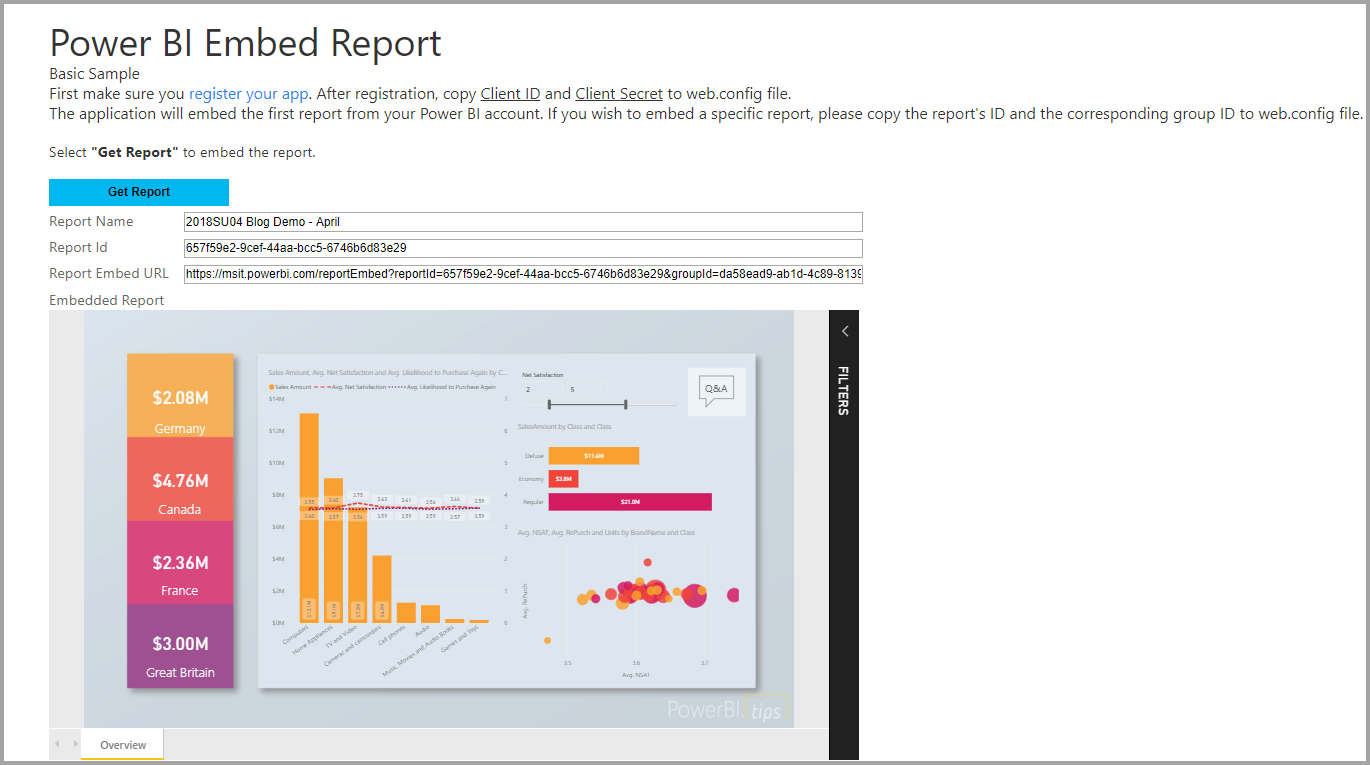 Power BI Embed Report
Basic Sample
First make sure you register your app. After registration, copy Client ID and Client Secret to web.config file.
The application will embed the first report from your Power BI account. If you wish to embed a specific report, please copy the report's ID and the corresponding group ID to web.config file.
Select "Get Report" to embed the report.
Get Report
Report Name
2018SU04 Blog Demo - April
Report Id
657f59e2-9cef-44aa-bcc5-6746b6d83e29
Report Embed URL
https://msit.powerbi.com/reportEmbed?reportId=657f59e2-9cef-44aa-bcc5-6746b6d83e29&groupId=da58ead9-ab1d-4c89-8139
Embedded Report
$2.08M
Germany
$4.76M
Canada
$2.36M
France
$3.00M
Great Britain
Sales Amount, Avg. Net Satisfaction and Avg. Likelihood to Purchase Again by C...
Sales Amount Avg. Net Satisfaction Avg. Likelihood to Purchase Again
$14M 7
$12M 6
$10M 5
$8M 4
$6M 3
$4M 2
$2M 1
$0M 0
3.55 3.75 3.63 3.61 3.56 3.64 3.59
3.60 3.57 3.56 3.59 3.59 3.59 3.57 3.59
Computers
Home Appliances
TV and Video
Cameras and camcorders
Cell phones
Audio
Music, Movies and Audio Books
Games and Toys
Net Satisfaction
2 5
Q&A
SalesAmount by Class and Class
Deluxe $11.6M
Economy $3.8M
Regular $21.0M
Avg. NSAT, Avg. RePurch and Units by BrandName and Class
Avg. RePurch
3.5 3.6 3.7
Avg. NSAT
PowerBI.tips
FILTERS
Overview